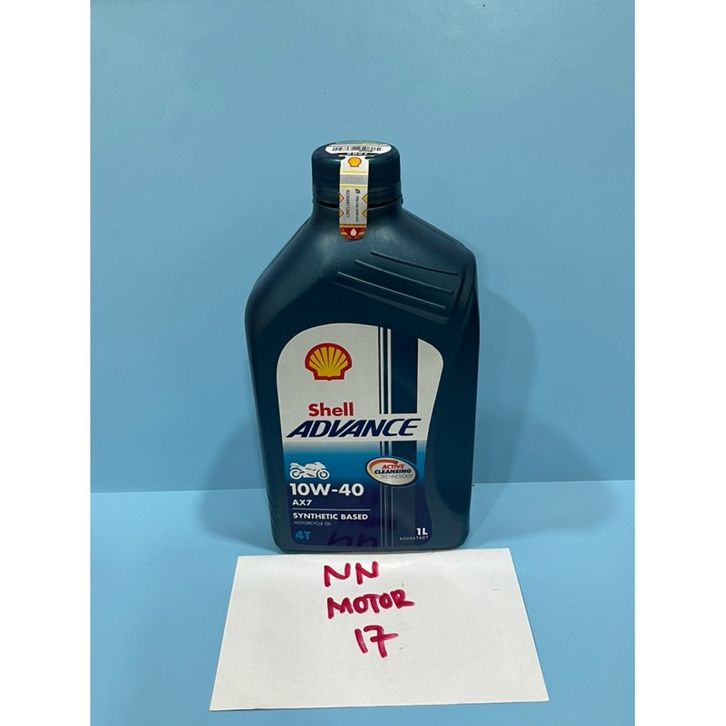 Shell
ADVANCE
ACTIVE
CLEANSING
TECHNOLOGY
10W-40
AX7
SYNTHETIC BASED
MOTORCYCLE OIL
4T
1L
NN
MOTOR
17